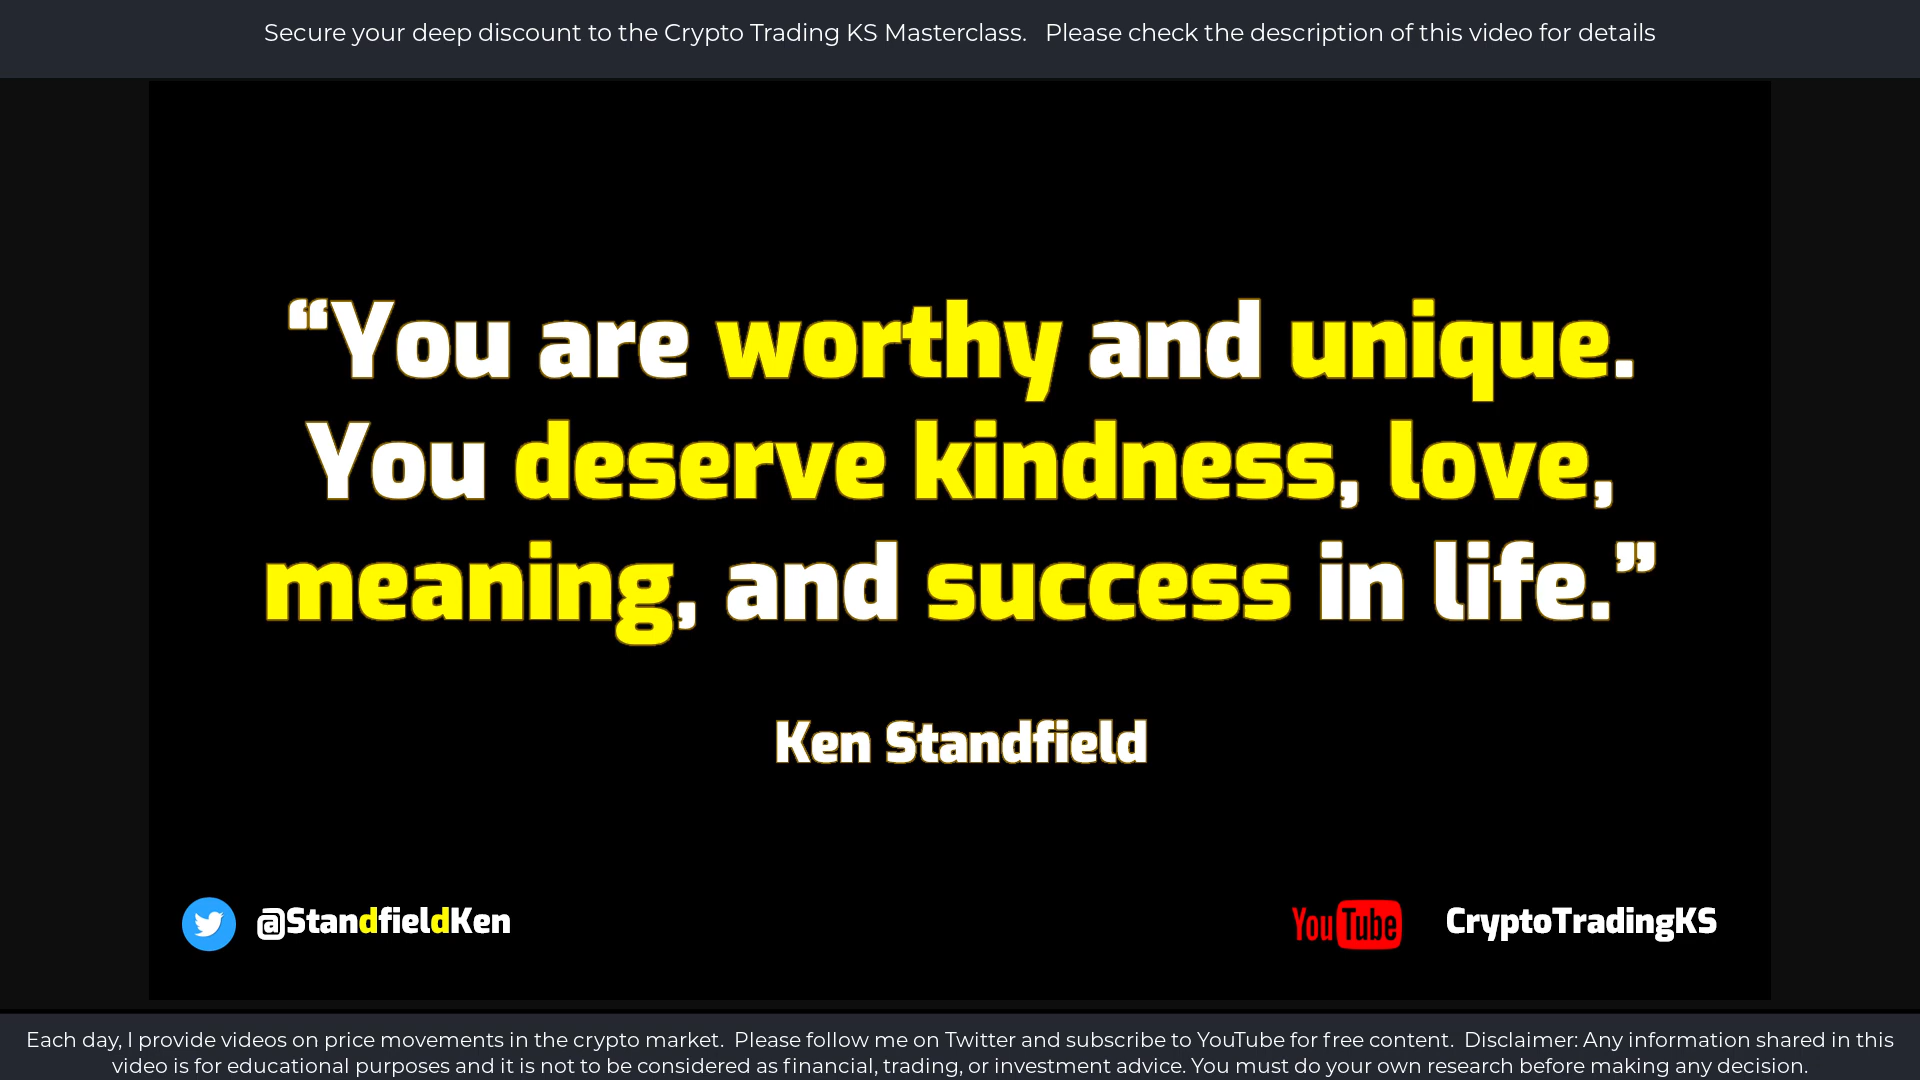 Secure your deep discount to the Crypto Trading KS Masterclass.   Please check the description of this video for details
“You are worthy and unique.
You deserve kindness, love,
meaning, and success in life.”
Ken Standfield
@StandfieldKen
YouTube CryptoTradingKS
Each day, I provide videos on price movements in the crypto market.  Please follow me on Twitter and subscribe to YouTube for free content.  Disclaimer: Any information shared in this
video is for educational purposes and it is not to be considered as financial, trading, or investment advice. You must do your own research before making any decision.